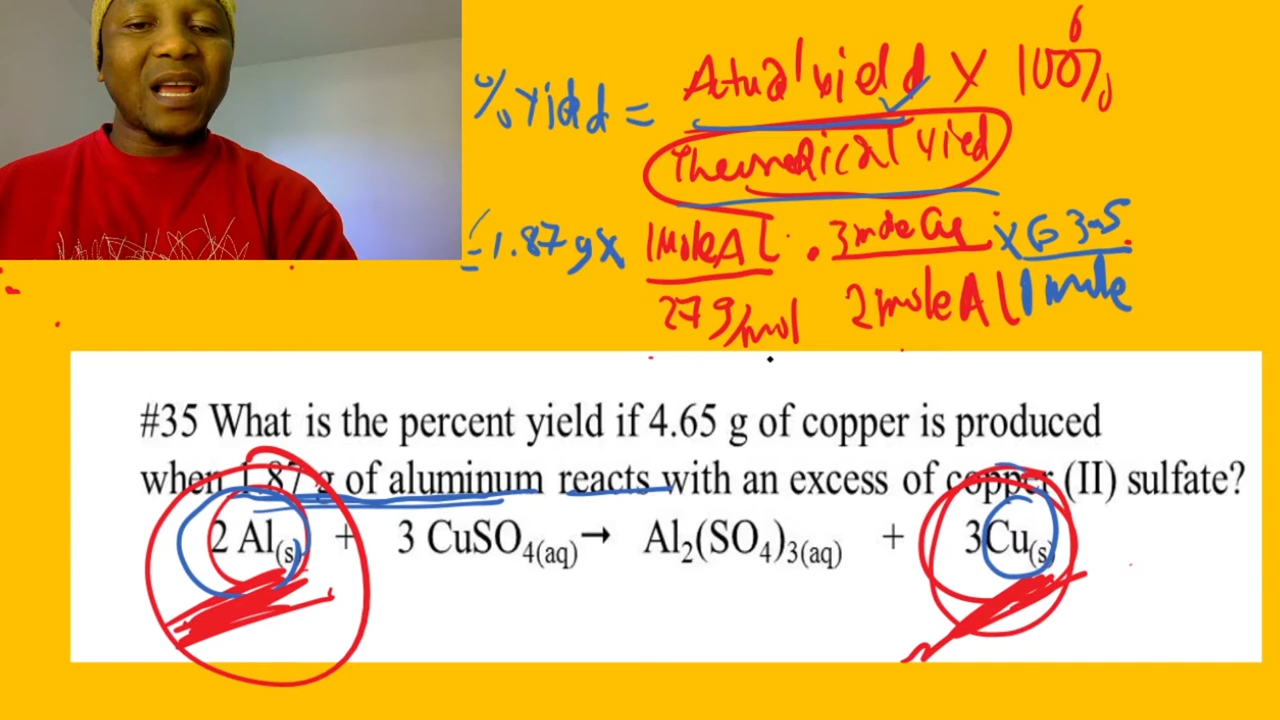 %Yield = Actual yield X 100%
Theoretical yield
= 1.87 g x 1 Mole Al . 3 mole Cu x 63.5
27 g/mol 2 mole Al 1 mole
#35 What is the percent yield if 4.65 g of copper is produced
when 1.87 g of aluminum reacts with an excess of copper (II) sulfate?
2 Al(s) + 3 CuSO4(aq) → Al2(SO4)3(aq) + 3Cu(s)